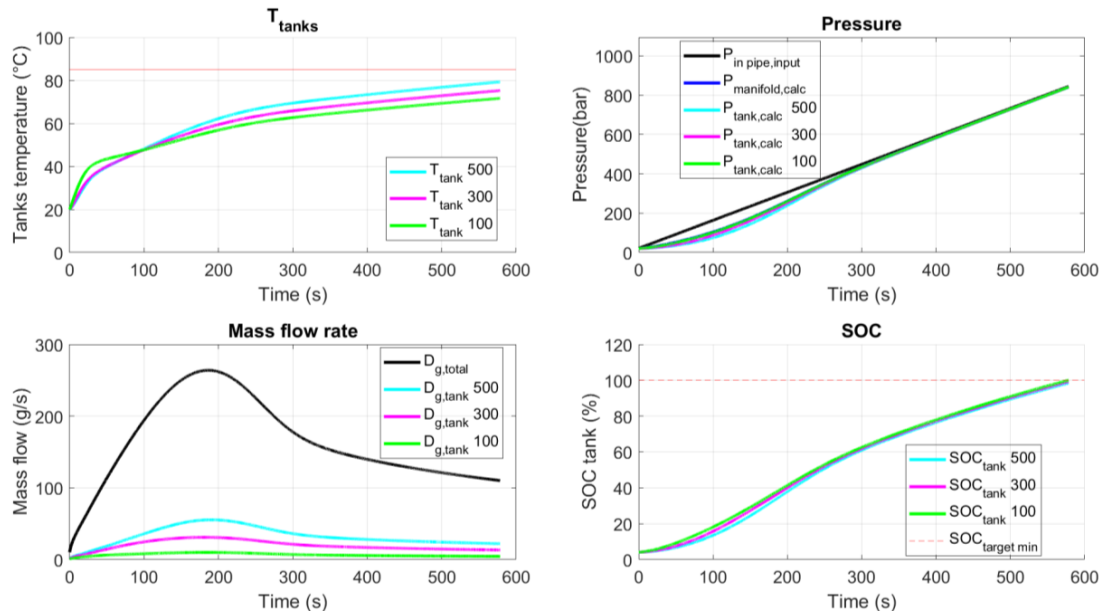 T_tanks
Tanks temperature (°C)
100
80
60
40
20
0
T_tank 500
T_tank 300
T_tank 100
0 100 200 300 400 500 600
Time (s)
Pressure
Pressure(bar)
1000
800
600
400
200
0
P_in pipe,input
P_manifold,calc
P_tank,calc 500
P_tank,calc 300
P_tank,calc 100
0 100 200 300 400 500 600
Time (s)
Mass flow rate
Mass flow (g/s)
300
200
100
0
D_g,total
D_g,tank 500
D_g,tank 300
D_g,tank 100
0 100 200 300 400 500 600
Time (s)
SOC
SOC tank (%)
120
100
80
60
40
20
0
SOC_tank 500
SOC_tank 300
SOC_tank 100
SOC_target min
0 100 200 300 400 500 600
Time (s)